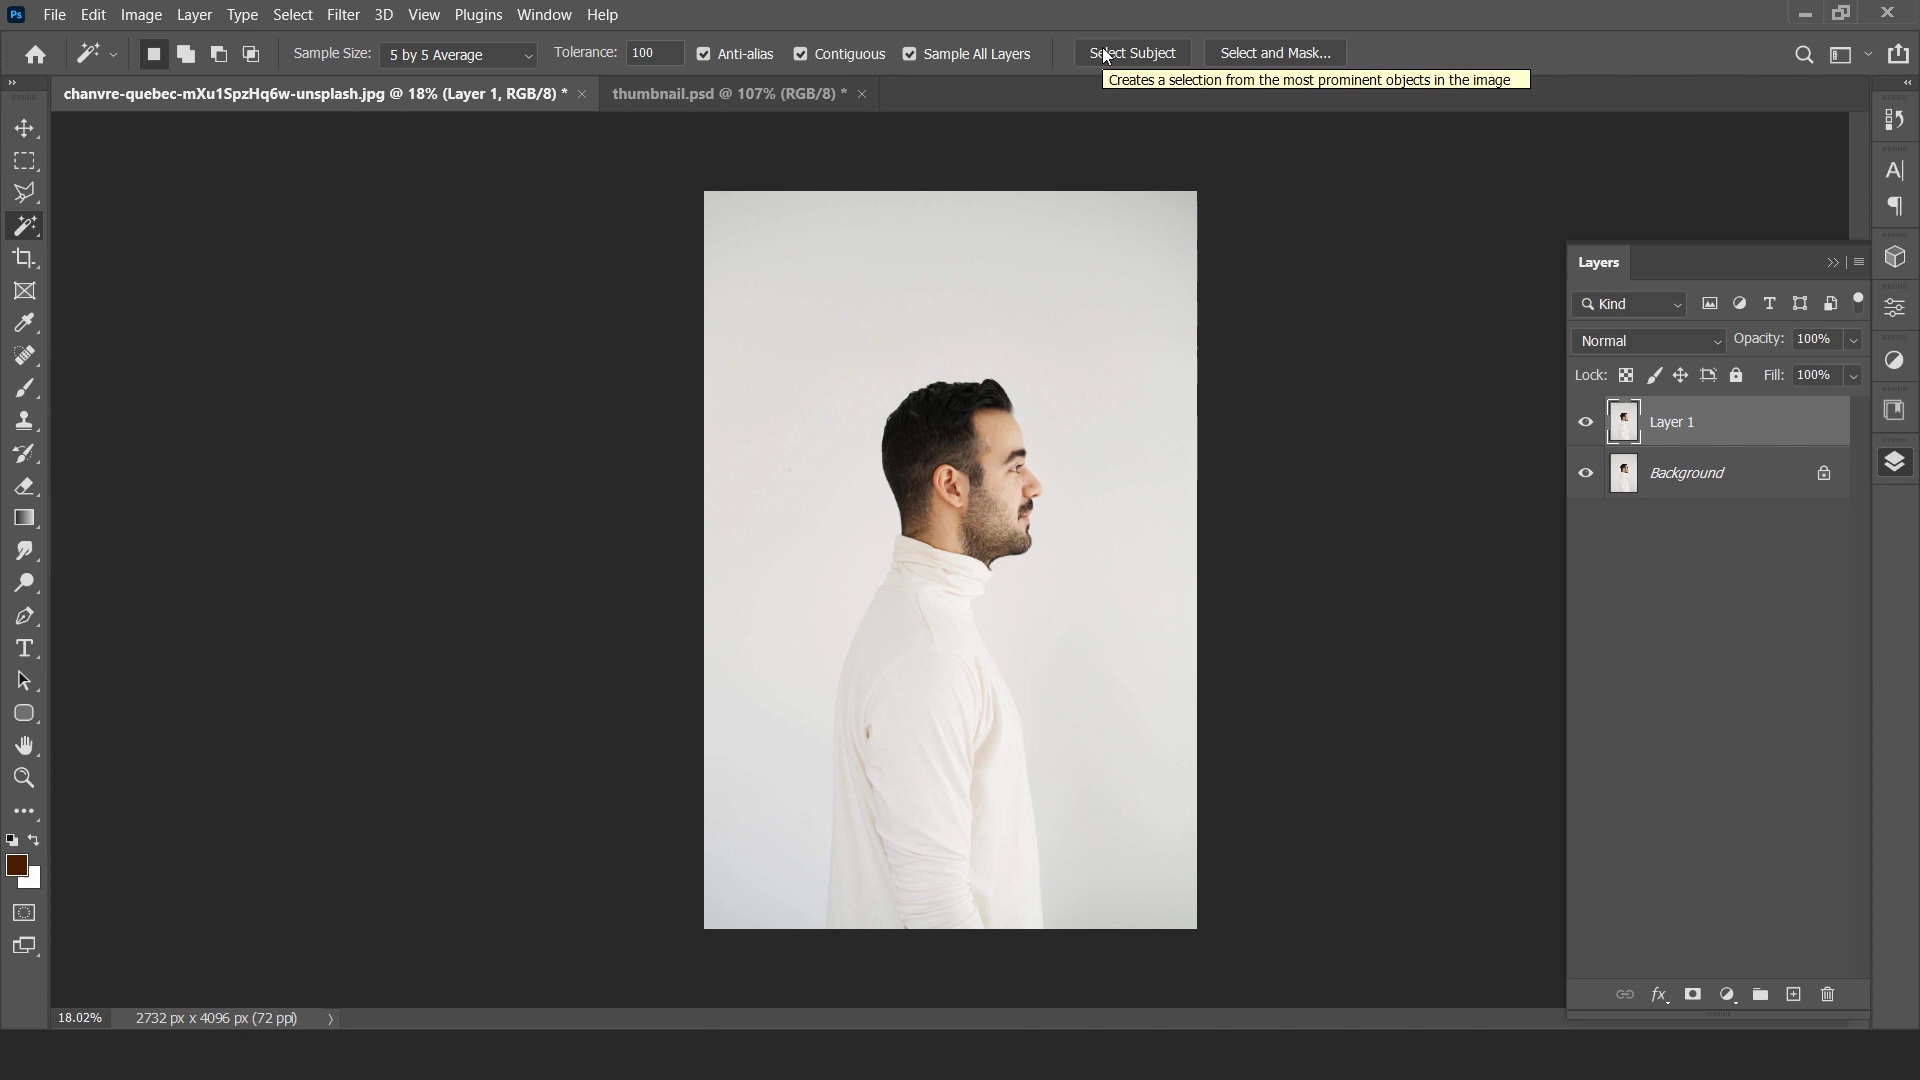 Ps File Edit Image Layer Type Select Filter 3D View Plugins Window Help
Sample Size: 5 by 5 Average Tolerance: 100 Anti-alias Contiguous Sample All Layers Select Subject Select and Mask...
Creates a selection from the most prominent objects in the image
chanvre-quebec-mXu1SpzHq6w-unsplash.jpg @ 18% (Layer 1, RGB/8) * thumbnail.psd @ 107% (RGB/8) *
Layers
Kind
Normal Opacity: 100%
Lock: Fill: 100%
Layer 1
Background
fx
18.02% 2732 px x 4096 px (72 ppi)